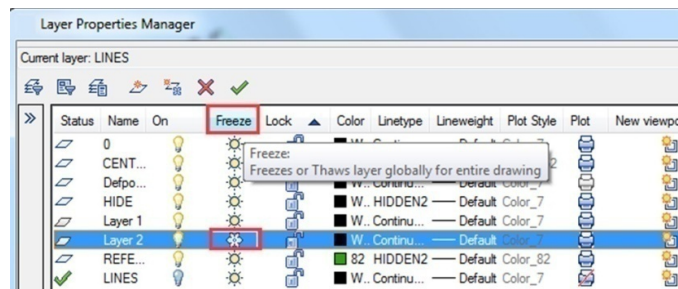 Layer Properties Manager
Current layer: LINES
Status Name On Freeze Lock Color Linetype Lineweight Plot Style Plot New viewpo
0
Freeze:
CENT...
Freezes or Thaws layer globally for entire drawing
Defpo... W.. Continu... Default Color_7
HIDE W.. HIDDEN2 Default Color_7
Layer 1 W.. Continu... Default Color_7
Layer 2 W.. Continu... Default Color_7
REFE... 82 HIDDEN2 Default Color_82
LINES W.. Continu... Default Color_7